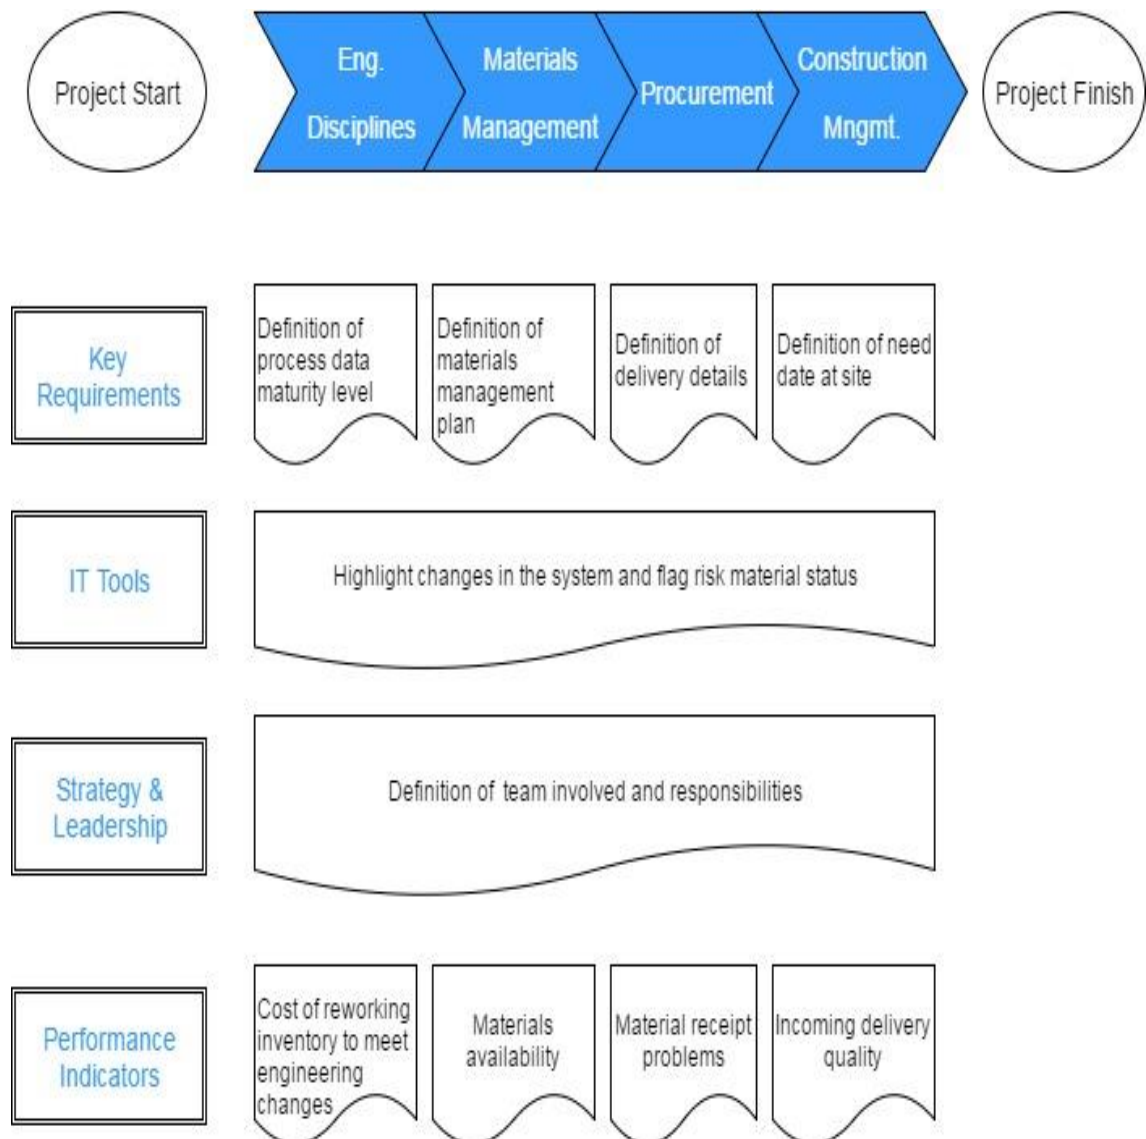 Project Start
Eng.
Disciplines
Materials
Management
Procurement
Construction
Mngmt.
Project Finish
Key
Requirements
Definition of
process data
maturity level
Definition of
materials
management
plan
Definition of
delivery details
Definition of need
date at site
IT Tools
Highlight changes in the system and flag risk material status
Strategy &
Leadership
Definition of team involved and responsibilities
Performance
Indicators
Cost of reworking
inventory to meet
engineering
changes
Materials
availability
Material receipt
problems
Incoming delivery
quality